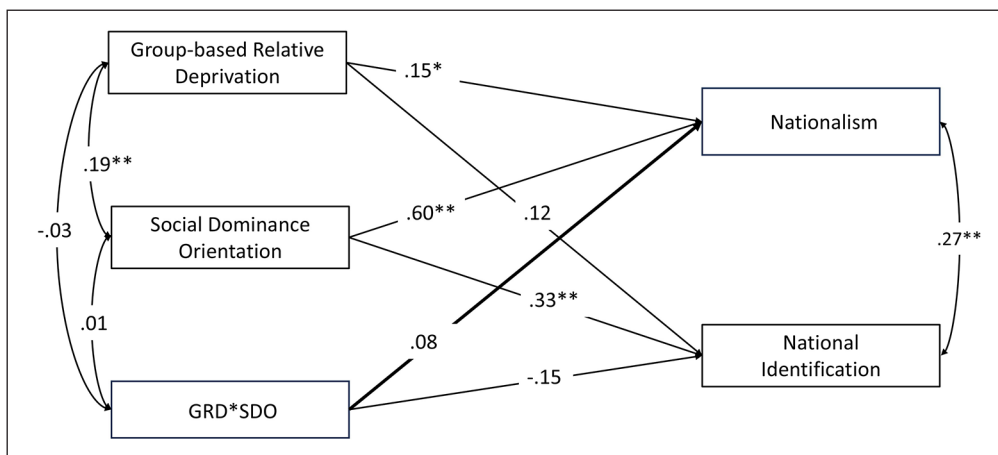 Group-based Relative
Deprivation
.15*
Nationalism
.19**
Social Dominance
Orientation
.60**
.12
-.03
.27**
.33**
.01
.08
National
Identification
-.15
GRD*SDO